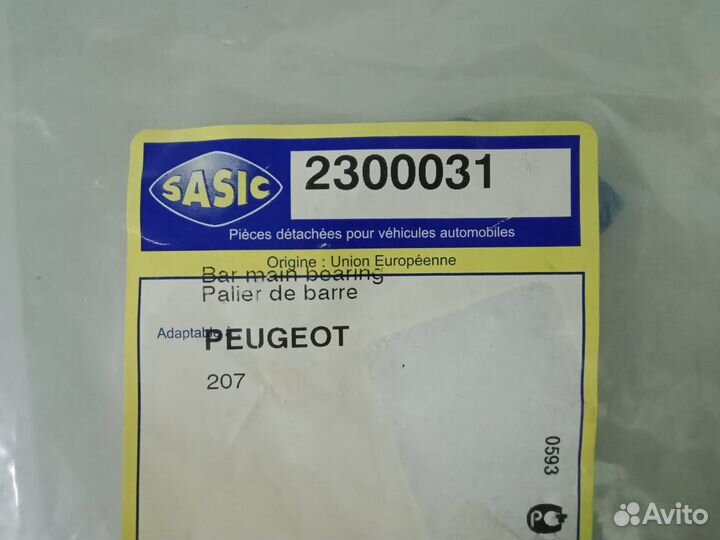 SASIC
2300031
Pièces détachées pour véhicules automobiles
Origine : Union Européenne
Bar main bearing
Palier de barre
Adaptable à:
PEUGEOT
207
0593
PC
Avito